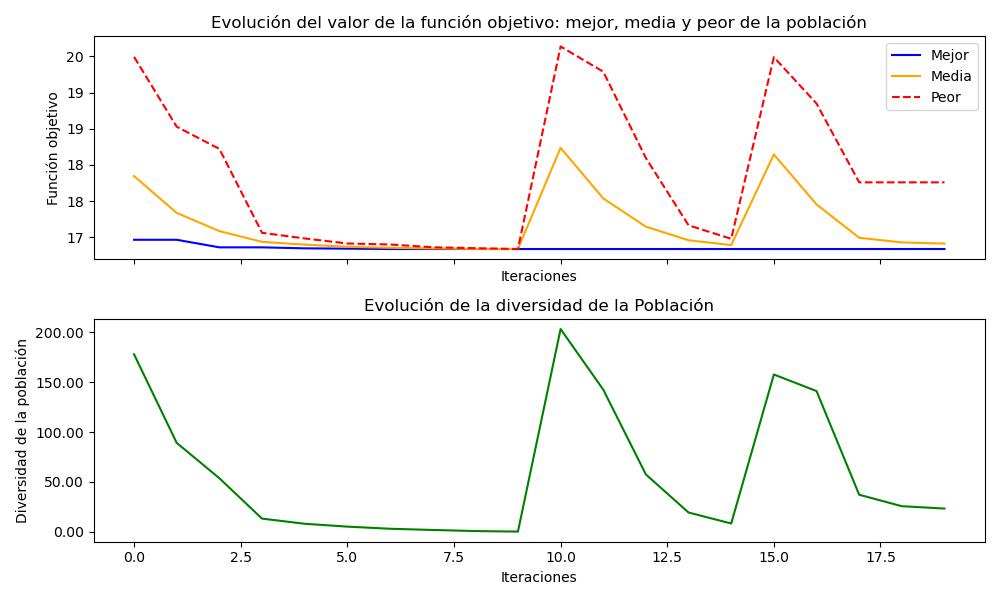 Evolución del valor de la función objetivo: mejor, media y peor de la población
Función objetivo
20
19
19
18
18
17
Mejor
Media
Peor
Iteraciones
Evolución de la diversidad de la Población
Diversidad de la población
200.00
150.00
100.00
50.00
0.00
0.0 2.5 5.0 7.5 10.0 12.5 15.0 17.5
Iteraciones